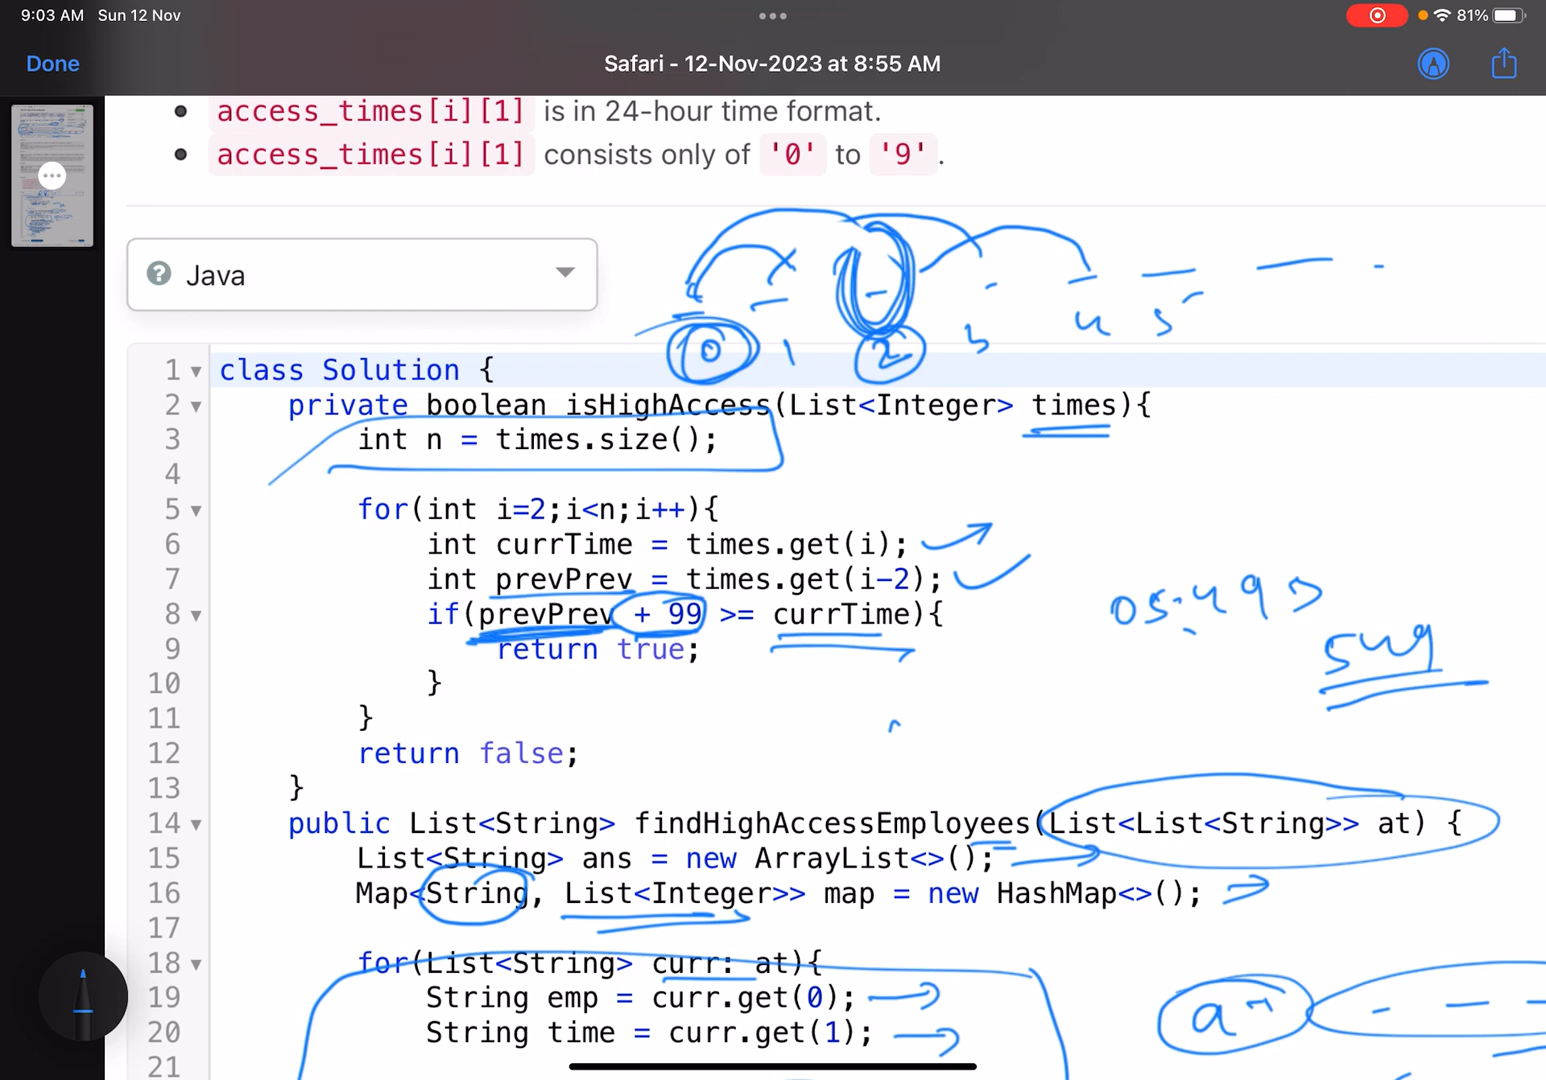 9:03 AM Sun 12 Nov
81%
Done
Safari - 12-Nov-2023 at 8:55 AM
access_times[i][1] is in 24-hour time format.
access_times[i][1] consists only of '0' to '9'.
Java
0 1 2 3 4 5
1 class Solution {
2 private boolean isHighAccess(List<Integer> times){
3 int n = times.size();
4
5 for(int i=2;i<n;i++){
6 int currTime = times.get(i);
7 int prevPrev = times.get(i-2);
8 if(prevPrev + 99 >= currTime){
05:49
549
9 return true;
10 }
11 }
12 return false;
13 }
14 public List<String> findHighAccessEmployees(List<List<String>> at) {
15 List<String> ans = new ArrayList<>();
16 Map<String, List<Integer>> map = new HashMap<>();
17
18 for(List<String> curr: at){
19 String emp = curr.get(0);
20 String time = curr.get(1);
a
21